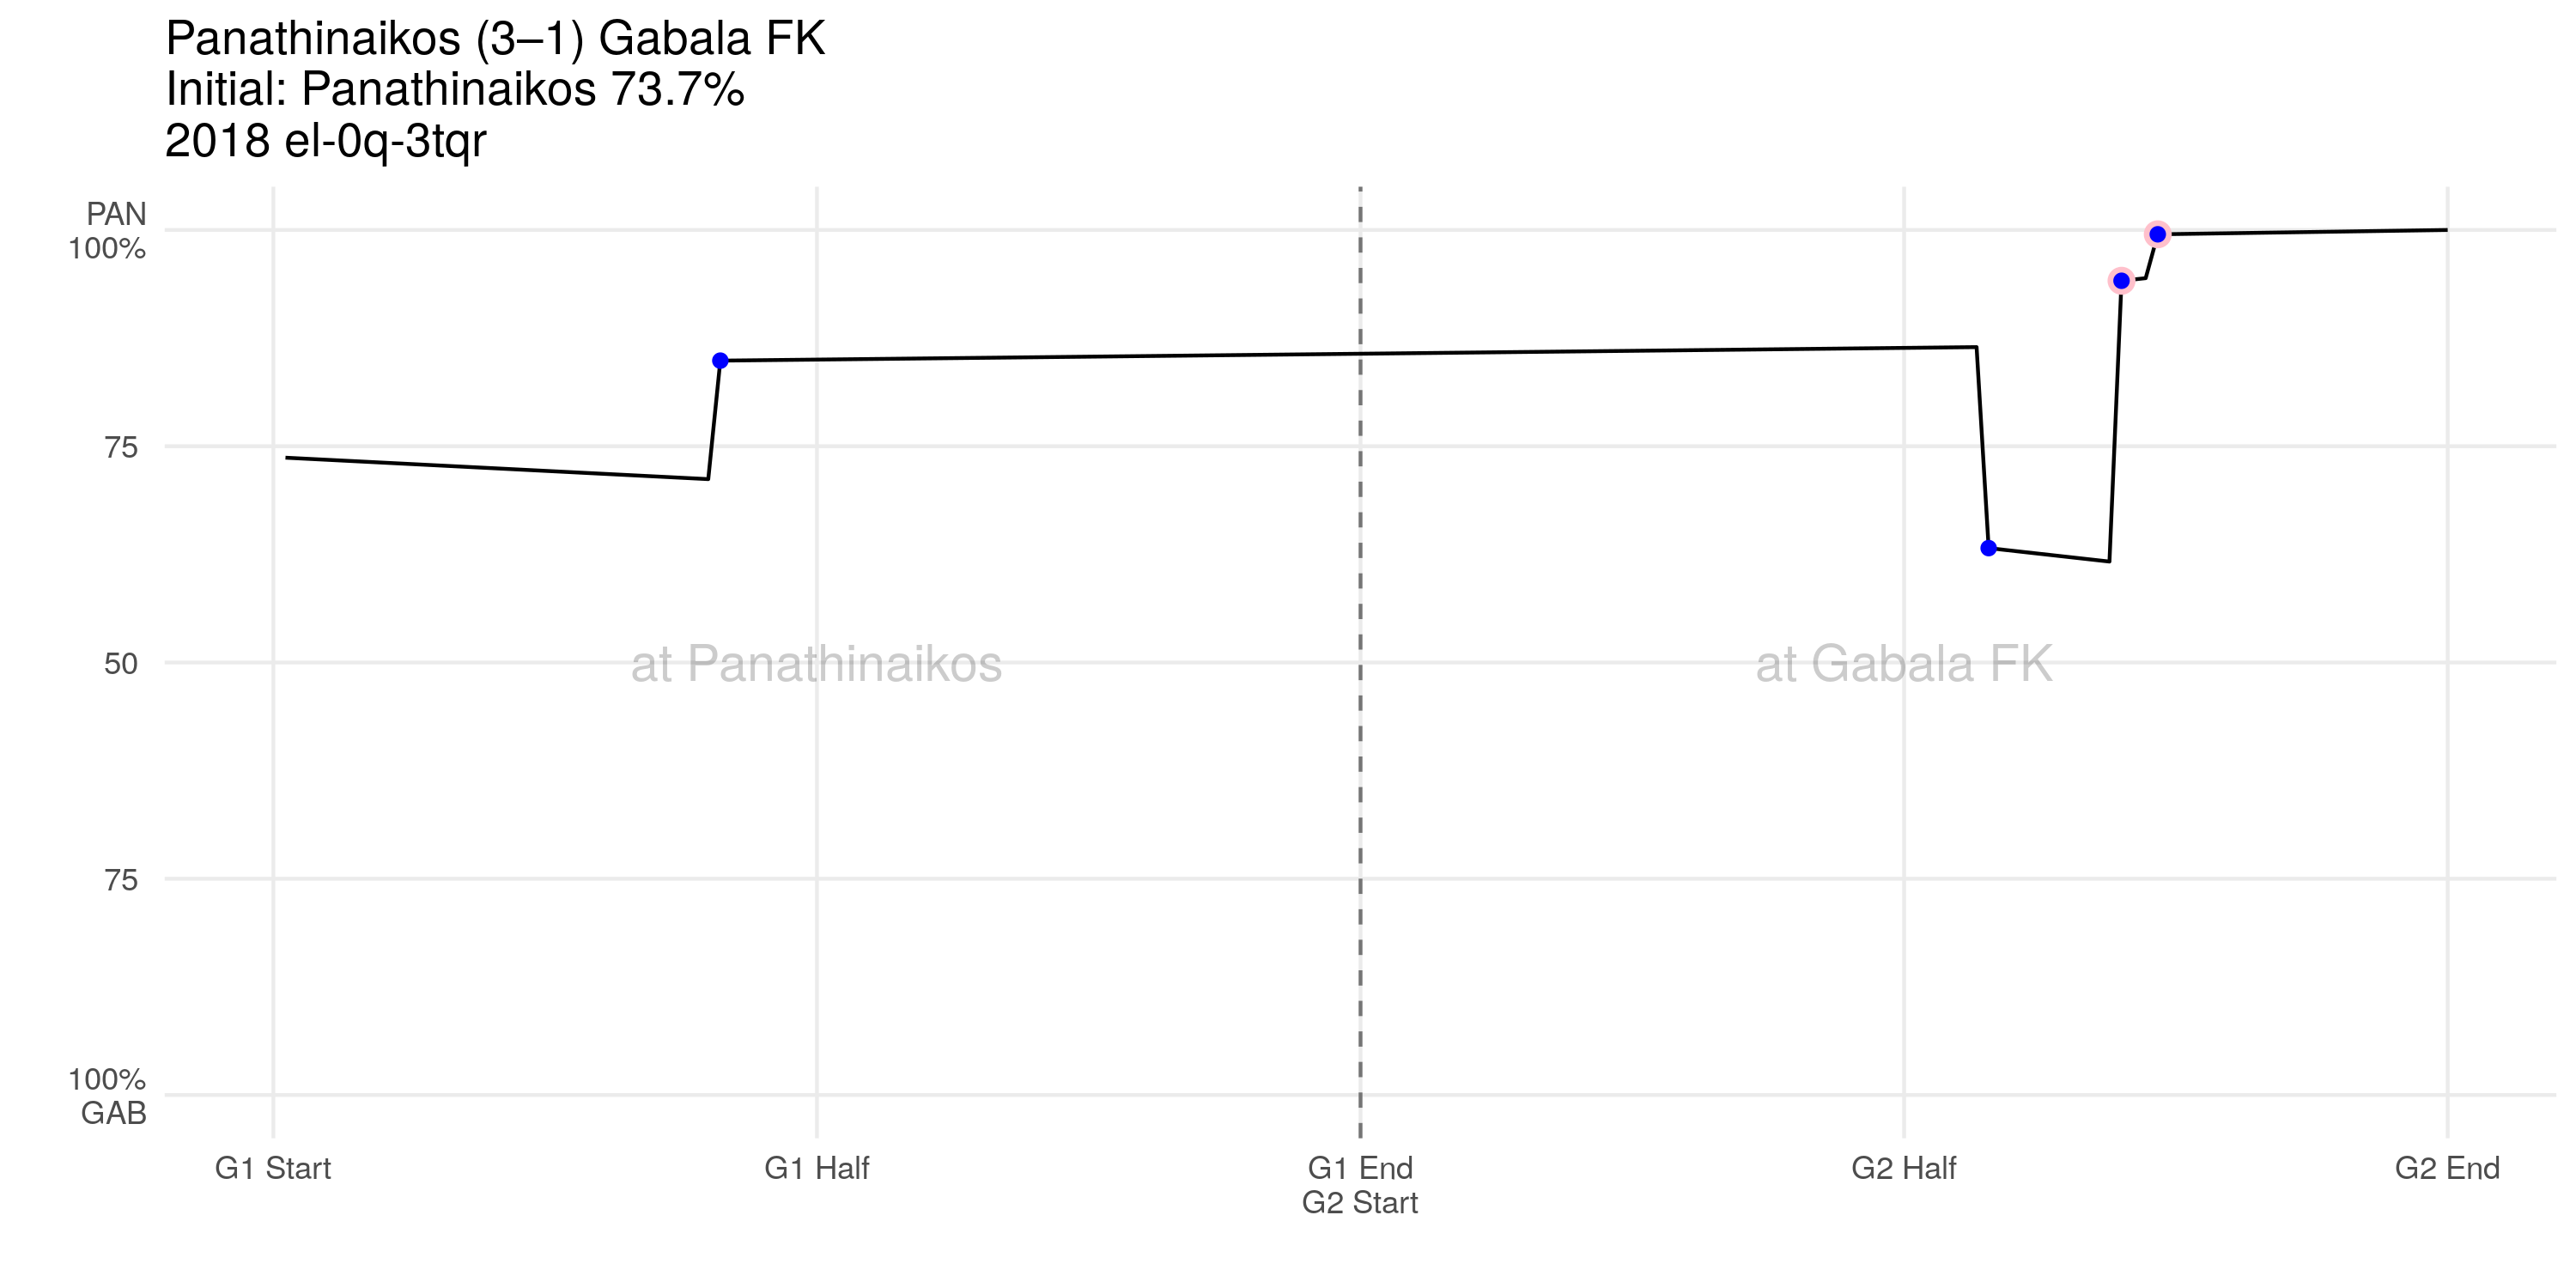 Panathinaikos (3–1) Gabala FK
Initial: Panathinaikos 73.7%
2018 el-0q-3tqr
PAN
100%
75
50
75
100%
GAB
at Panathinaikos
at Gabala FK
G1 Start
G1 Half
G1 End
G2 Start
G2 Half
G2 End